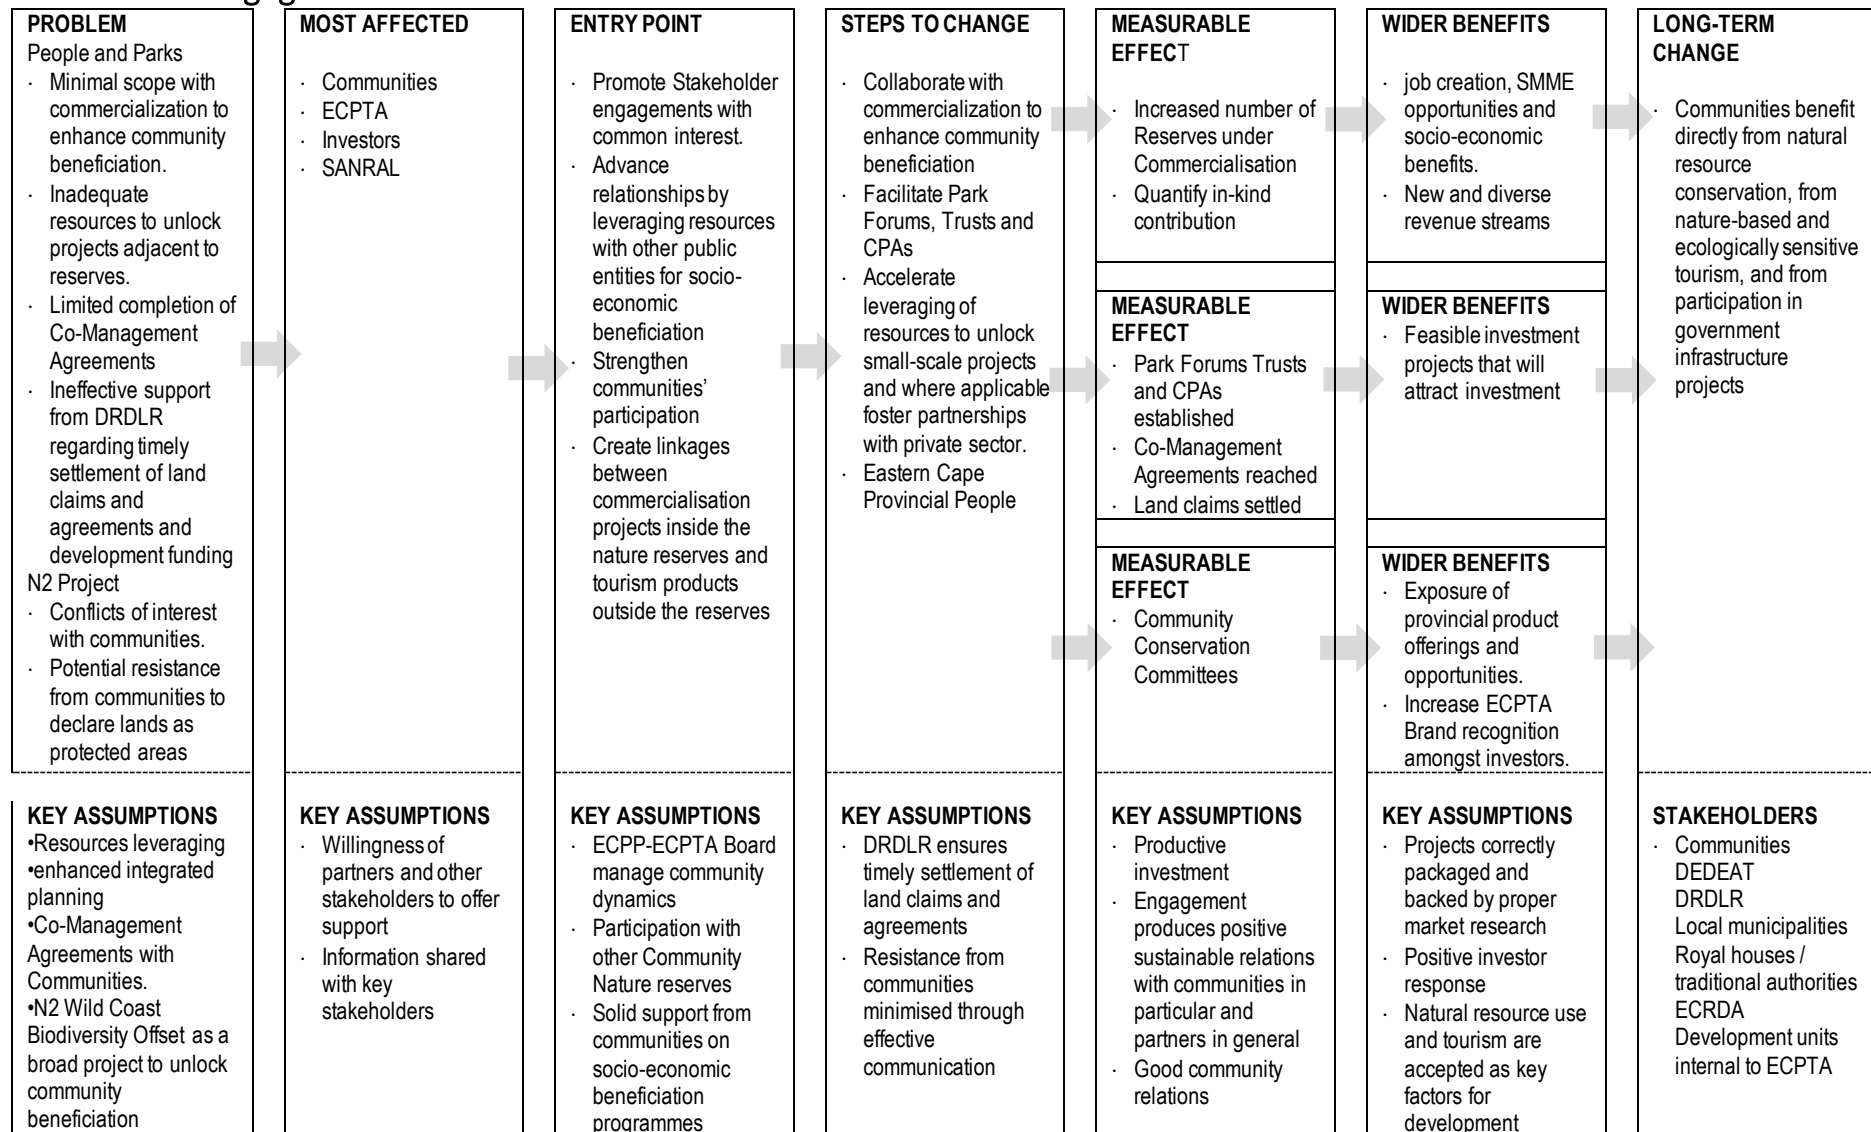 PROBLEM
People and Parks
· Minimal scope with
commercialization to
enhance community
beneficiation.
· Inadequate
resources to unlock
projects adjacent to
reserves.
· Limited completion of
Co-Management
Agreements
· Ineffective support
from DRDLR
regarding timely
settlement of land
claims and
agreements and
development funding
N2 Project
· Conflicts of interest
with communities.
· Potential resistance
from communities to
declare lands as
protected areas
KEY ASSUMPTIONS
•Resources leveraging
•enhanced integrated
planning
•Co-Management
Agreements with
Communities.
•N2 Wild Coast
Biodiversity Offset as a
broad project to unlock
community
beneficiation
MOST AFFECTED
· Communities
· ECPTA
· Investors
· SANRAL
KEY ASSUMPTIONS
· Willingness of
partners and other
stakeholders to offer
support
· Information shared
with key
stakeholders
ENTRY POINT
· Promote Stakeholder
engagements with
common interest.
· Advance
relationships by
leveraging resources
with other public
entities for socio-
economic
beneficiation
· Strengthen
communities’
participation
· Create linkages
between
commercialisation
projects inside the
nature reserves and
tourism products
outside the reserves
KEY ASSUMPTIONS
· ECPP-ECPTA Board
manage community
dynamics
· Participation with
other Community
Nature reserves
· Solid support from
communities on
socio-economic
beneficiation
programmes
STEPS TO CHANGE
· Collaborate with
commercialization to
enhance community
beneficiation
· Facilitate Park
Forums, Trusts and
CPAs
· Accelerate
leveraging of
resources to unlock
small-scale projects
and where applicable
foster partnerships
with private sector.
· Eastern Cape
Provincial People
KEY ASSUMPTIONS
· DRDLR ensures
timely settlement of
land claims and
agreements
· Resistance from
communities
minimised through
effective
communication
MEASURABLE
EFFECT
· Increased number of
Reserves under
Commercialisation
· Quantify in-kind
contribution
MEASURABLE
EFFECT
· Park Forums Trusts
and CPAs
established
· Co-Management
Agreements reached
· Land claims settled
MEASURABLE
EFFECT
· Community
Conservation
Committees
KEY ASSUMPTIONS
· Productive
investment
· Engagement
produces positive
sustainable relations
with communities in
particular and
partners in general
· Good community
relations
WIDER BENEFITS
· job creation, SMME
opportunities and
socio-economic
benefits.
· New and diverse
revenue streams
WIDER BENEFITS
· Feasible investment
projects that will
attract investment
WIDER BENEFITS
· Exposure of
provincial product
offerings and
opportunities.
· Increase ECPTA
Brand recognition
amongst investors.
KEY ASSUMPTIONS
· Projects correctly
packaged and
backed by proper
market research
· Positive investor
response
· Natural resource use
and tourism are
accepted as key
factors for
development
LONG-TERM
CHANGE
· Communities benefit
directly from natural
resource
conservation, from
nature-based and
ecologically sensitive
tourism, and from
participation in
government
infrastructure
projects
STAKEHOLDERS
· Communities
DEDEAT
DRDLR
Local municipalities
Royal houses /
traditional authorities
ECRDA
Development units
internal to ECPTA